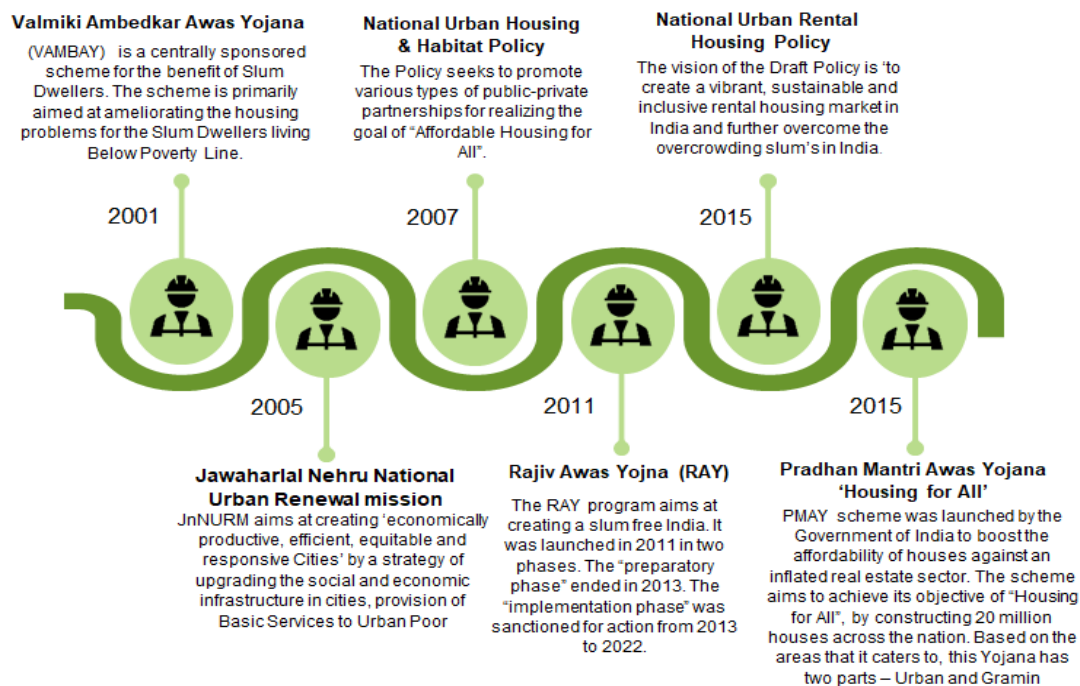 Valmiki Ambedkar Awas Yojana
(VAMBAY) is a centrally sponsored
scheme for the benefit of Slum
Dwellers. The scheme is primarily
aimed at ameliorating the housing
problems for the Slum Dwellers living
Below Poverty Line.
2001
National Urban Housing
& Habitat Policy
The Policy seeks to promote
various types of public-private
partnerships for realizing the
goal of “Affordable Housing for
All”.
2007
National Urban Rental
Housing Policy
The vision of the Draft Policy is ‘to
create a vibrant, sustainable and
inclusive rental housing market in
India and further overcome the
overcrowding slum’s in India.
2015
2005
Jawaharlal Nehru National
Urban Renewal mission
JnNURM aims at creating ‘economically
productive, efficient, equitable and
responsive Cities’ by a strategy of
upgrading the social and economic
infrastructure in cities, provision of
Basic Services to Urban Poor
2011
Rajiv Awas Yojna (RAY)
The RAY program aims at
creating a slum free India. It
was launched in 2011 in two
phases. The “preparatory
phase” ended in 2013. The
“implementation phase” was
sanctioned for action from 2013
to 2022.
2015
Pradhan Mantri Awas Yojana
‘Housing for All’
PMAY scheme was launched by the
Government of India to boost the
affordability of houses against an
inflated real estate sector. The scheme
aims to achieve its objective of “Housing
for All”, by constructing 20 million
houses across the nation. Based on the
areas that it caters to, this Yojana has
two parts – Urban and Gramin